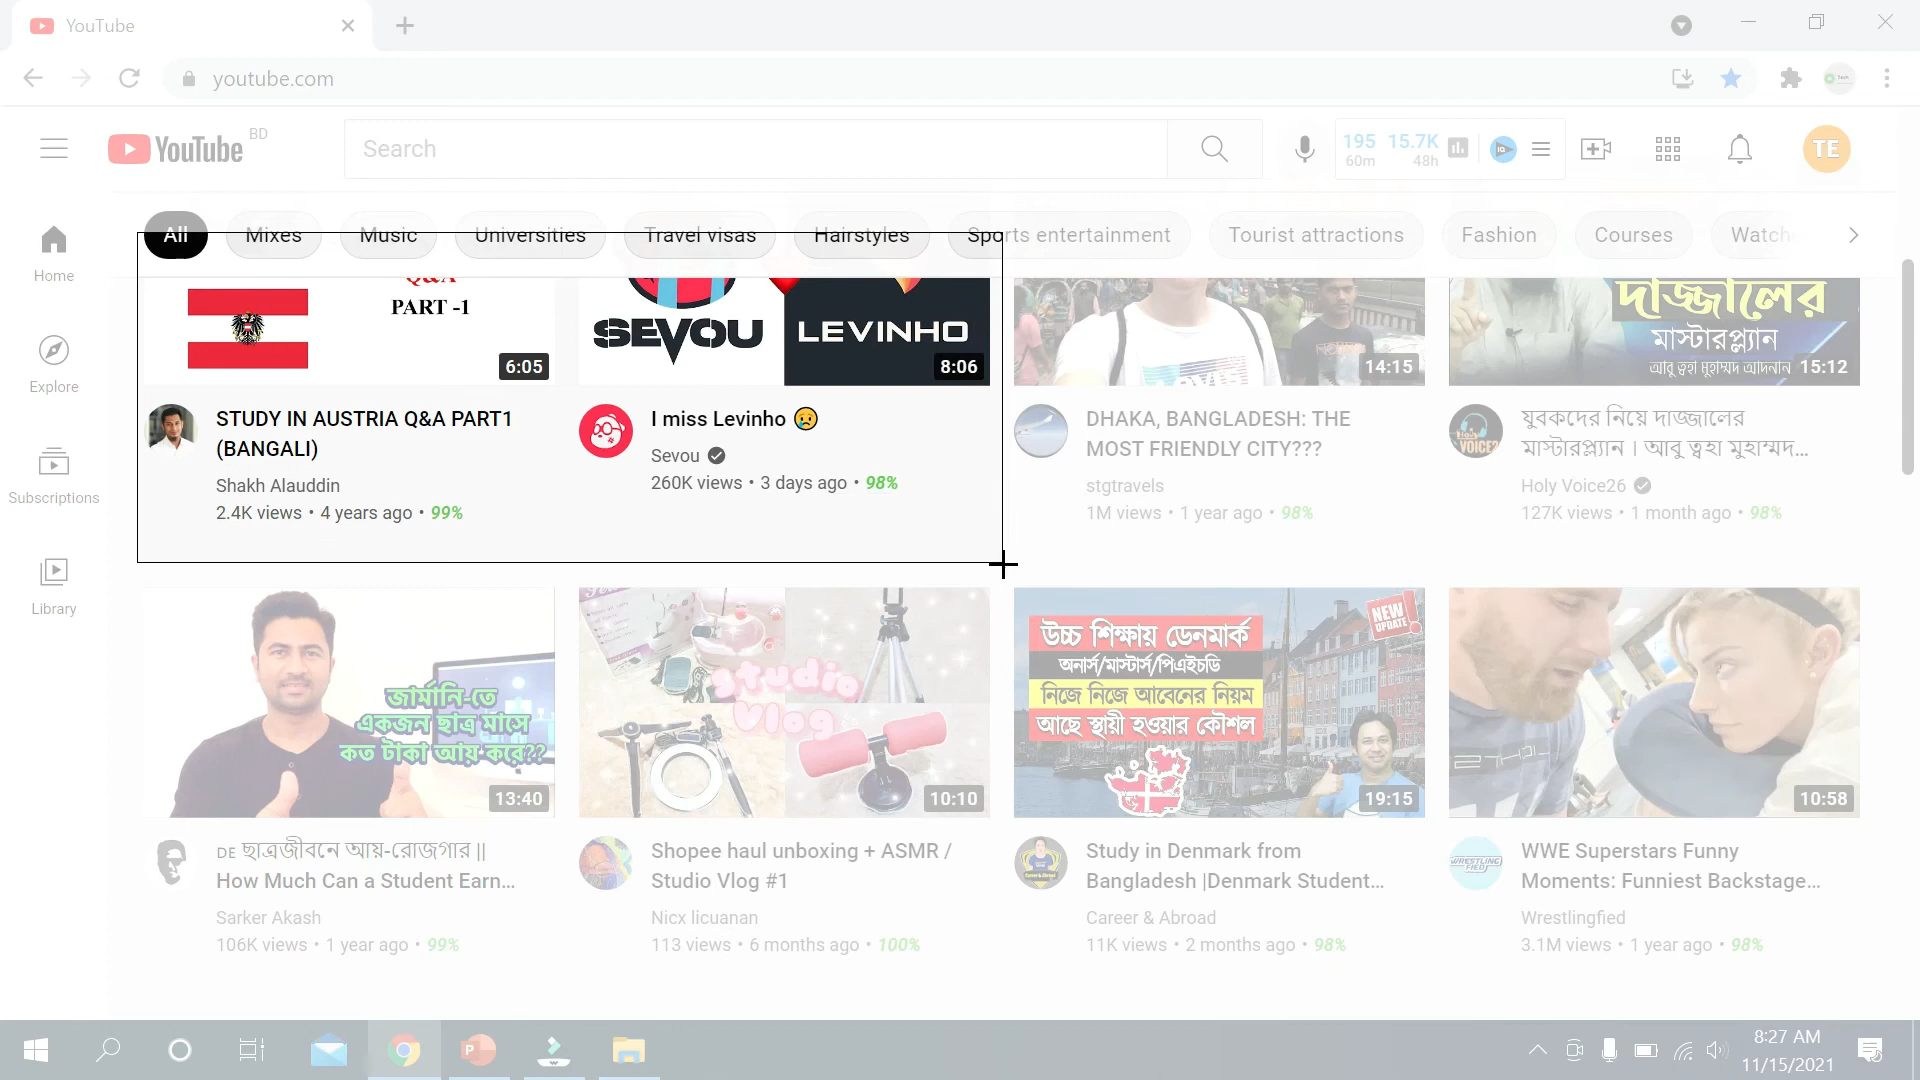 YouTube
youtube.com
YouTube BD
Search
195 15.7K
60m 48h
TE
All Mixes Music Universities Travel visas Hairstyles Sports entertainment Tourist attractions Fashion Courses Watch
Home
Explore
Subscriptions
Library
Q&A
PART -1
6:05
STUDY IN AUSTRIA Q&A PART1
(BANGALI)
Shakh Alauddin
2.4K views • 4 years ago • 99%
SEVOU LEVINHO
8:06
I miss Levinho
Sevou
260K views • 3 days ago • 98%
14:15
DHAKA, BANGLADESH: THE
MOST FRIENDLY CITY???
stgtravels
1M views • 1 year ago • 98%
দাজ্জালের
মাস্টারপ্ল্যান
আবু ত্বহা মুহাম্মদ আদনান 15:12
VOICE
যুবকদের নিয়ে দাজ্জালের
মাস্টারপ্ল্যান । আবু ত্বহা মুহাম্মদ...
Holy Voice26
127K views • 1 month ago • 98%
জার্মানি-তে
একজন ছাত্র মাসে
কত টাকা আয় করে??
13:40
DE ছাত্রজীবনে আয়-রোজগার ||
How Much Can a Student Earn...
Sarker Akash
106K views • 1 year ago • 99%
studio
Vlog
10:10
Shopee haul unboxing + ASMR /
Studio Vlog #1
Nicx licuanan
113 views • 6 months ago • 100%
NEW
UPDATE
উচ্চ শিক্ষায় ডেনমার্ক
অনার্স/মাস্টার্স/পিএইচডি
নিজে নিজে আবেনের নিয়ম
আছে স্থায়ী হওয়ার কৌশল
19:15
Study in Denmark from
Bangladesh |Denmark Student...
Career & Abroad
11K views • 2 months ago • 98%
10:58
WRESTLING
FIED
WWE Superstars Funny
Moments: Funniest Backstage...
Wrestlingfied
3.1M views • 1 year ago • 98%
8:27 AM
11/15/2021